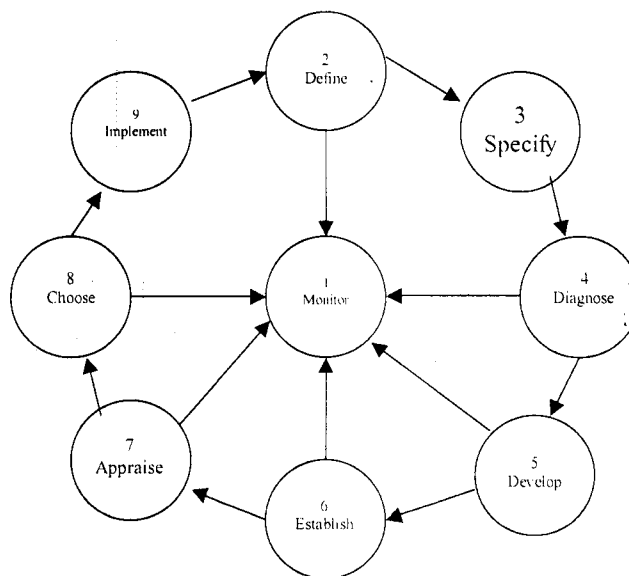 1
Monitor
2
Define
3
Specify
4
Diagnose
5
Develop
6
Establish
7
Appraise
8
Choose
9
Implement